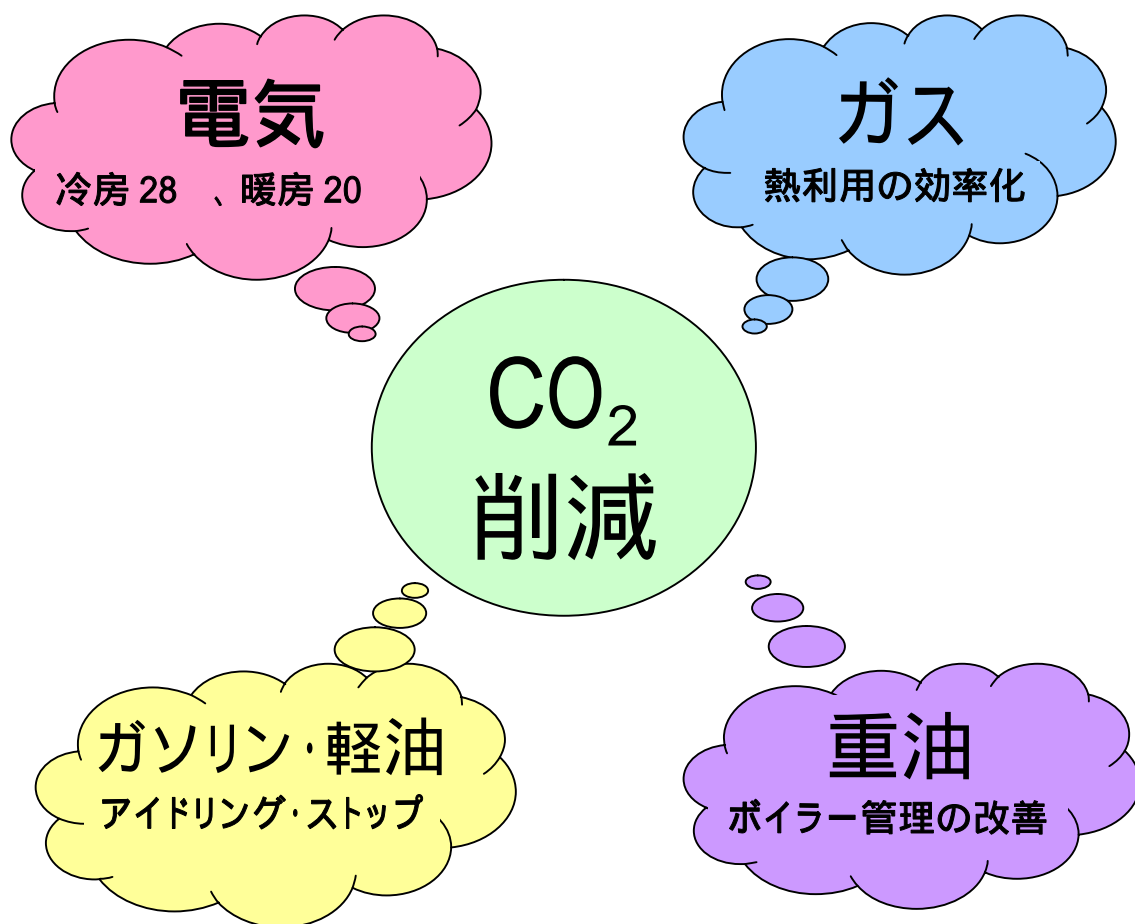 電気
冷房 28　、暖房 20
ガス
熱利用の効率化
CO₂
削減
ガソリン・軽油
アイドリング・ストップ
重油
ボイラー管理の改善